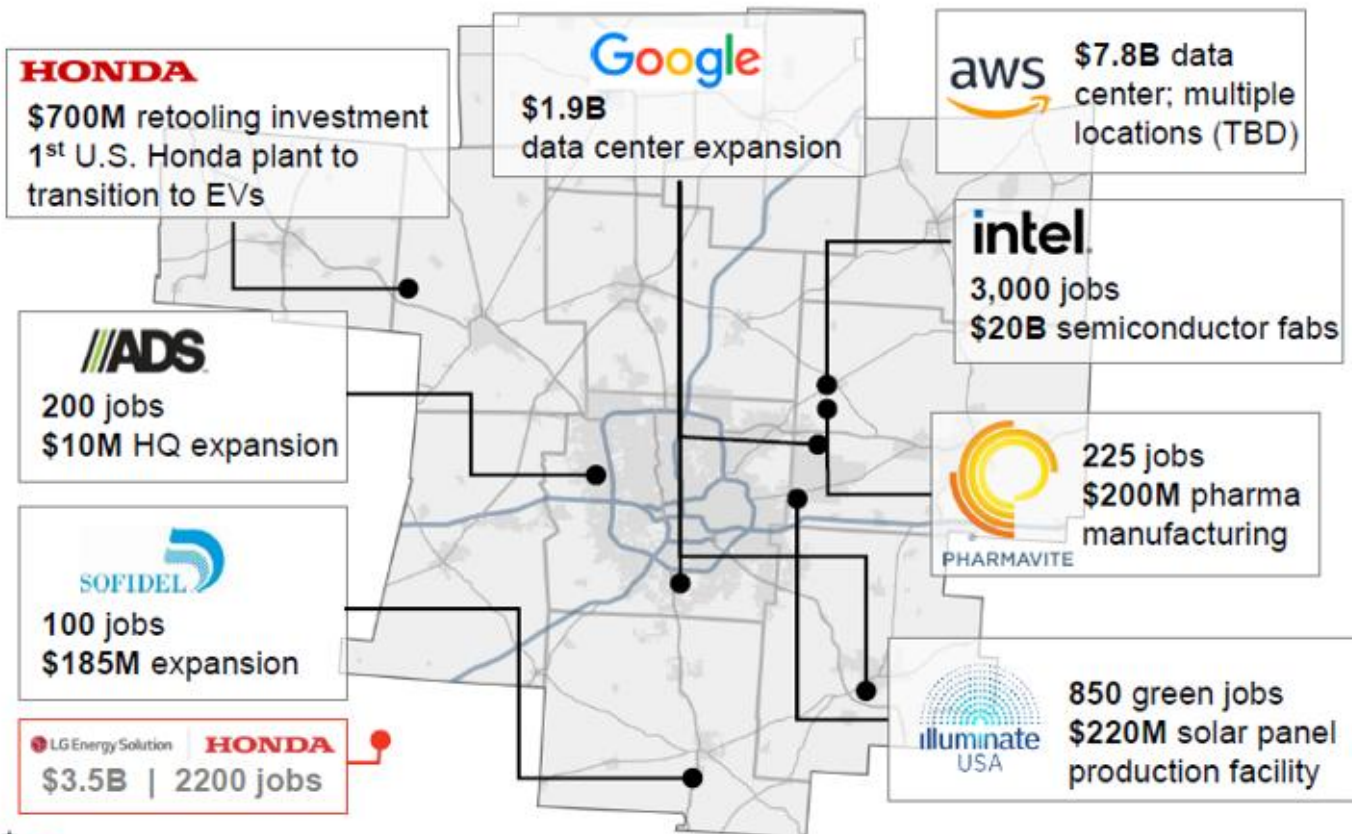 HONDA
$700M retooling investment
1st U.S. Honda plant to
transition to EVs
Google
$1.9B
data center expansion
aws
$7.8B data
center; multiple
locations (TBD)
intel.
3,000 jobs
$20B semiconductor fabs
ADS
200 jobs
$10M HQ expansion
PHARMAVITE
225 jobs
$200M pharma
manufacturing
SOFIDEL
100 jobs
$185M expansion
illuminate
USA
850 green jobs
$220M solar panel
production facility
LG Energy Solution
HONDA
$3.5B | 2200 jobs